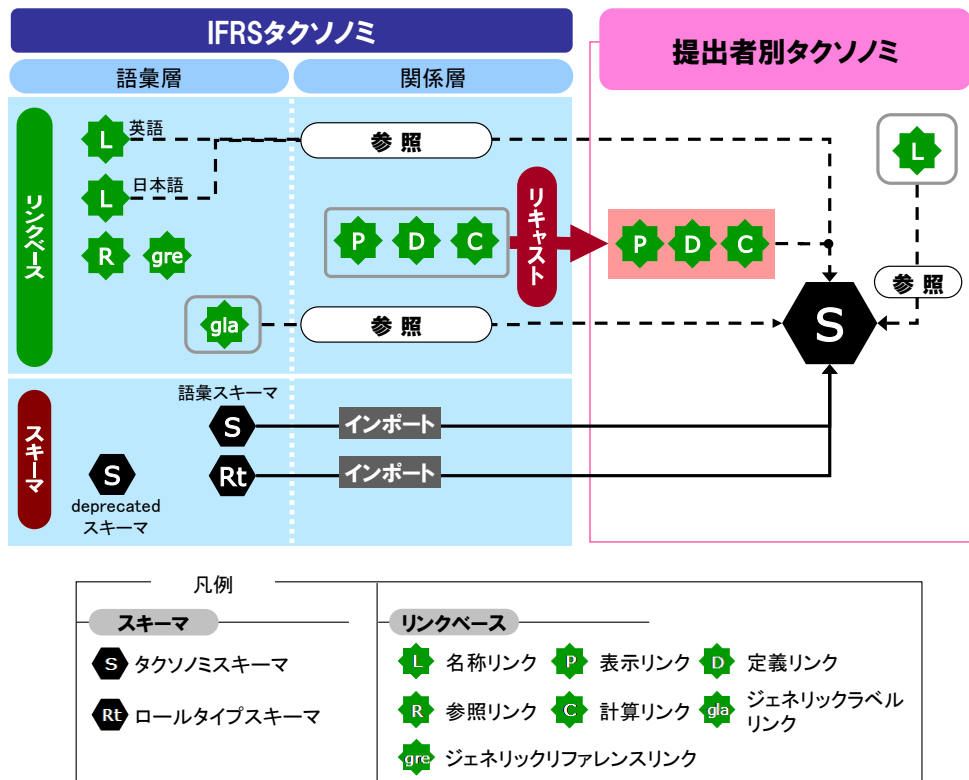 IFRSタクソノミ
提出者別タクソノミ
語彙層
関係層
リンクベース
L
英語
参照
L
L
日本語
リキャスト
R
gre
P
D
C
P
D
C
参照
gla
参照
S
スキーマ
語彙スキーマ
S
インポート
S
Rt
インポート
deprecated
スキーマ
凡例
スキーマ
S
タクソノミスキーマ
Rt
ロールタイプスキーマ
リンクベース
L
名称リンク
P
表示リンク
D
定義リンク
R
参照リンク
C
計算リンク
gla
ジェネリックラベル
リンク
gre
ジェネリックリファレンスリンク